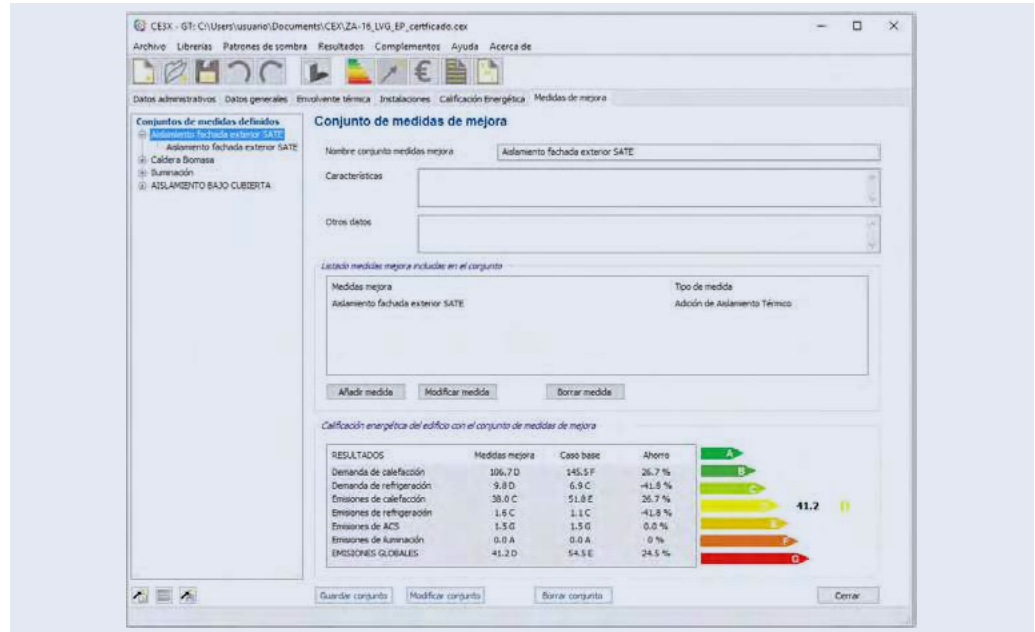 CE3X - GT: C:\Users\usuario\Documents\CEX\ZA-16_LVG_EP_certficado.cex
Archivo Librerías Patrones de sombra Resultados Complementos Ayuda Acerca de
Datos administrativos Datos generales Envolvente térmica Instalaciones Calificación Energética Medidas de mejora
Conjuntos de medidas definidos
Aislamiento fachada exterior SATE
Aislamiento fachada exterior SATE
Caldera Biomasa
Iluminación
AISLAMIENTO BAJO CUBIERTA
Conjunto de medidas de mejora
Nombre conjunto medidas mejora Aislamiento fachada exterior SATE
Características
Otros datos
Listado medidas mejora incluidas en el conjunto
Medidas mejora Tipo de medida
Aislamiento fachada exterior SATE Adición de Aislamiento Térmico
Añadir medida Modificar medida Borrar medida
Calificación energética del edificio con el conjunto de medidas de mejora
RESULTADOS Medidas mejora Caso base Ahorro
Demanda de calefacción 106.7 D 145.5 F 26.7 %
Demanda de refrigeración 9.8 D 6.9 C -41.8 %
Emisiones de calefacción 38.0 C 51.8 E 26.7 %
Emisiones de refrigeración 1.6 C 1.1 C -41.8 %
Emisiones de ACS 1.5 G 1.5 G 0.0 %
Emisiones de iluminación 0.0 A 0.0 A 0 %
EMISIONES GLOBALES 41.2 D 54.5 E 24.5 %
A
B
C
D 41.2 D
E
F
G
Guardar conjunto Modificar conjunto Borrar conjunto Cerrar